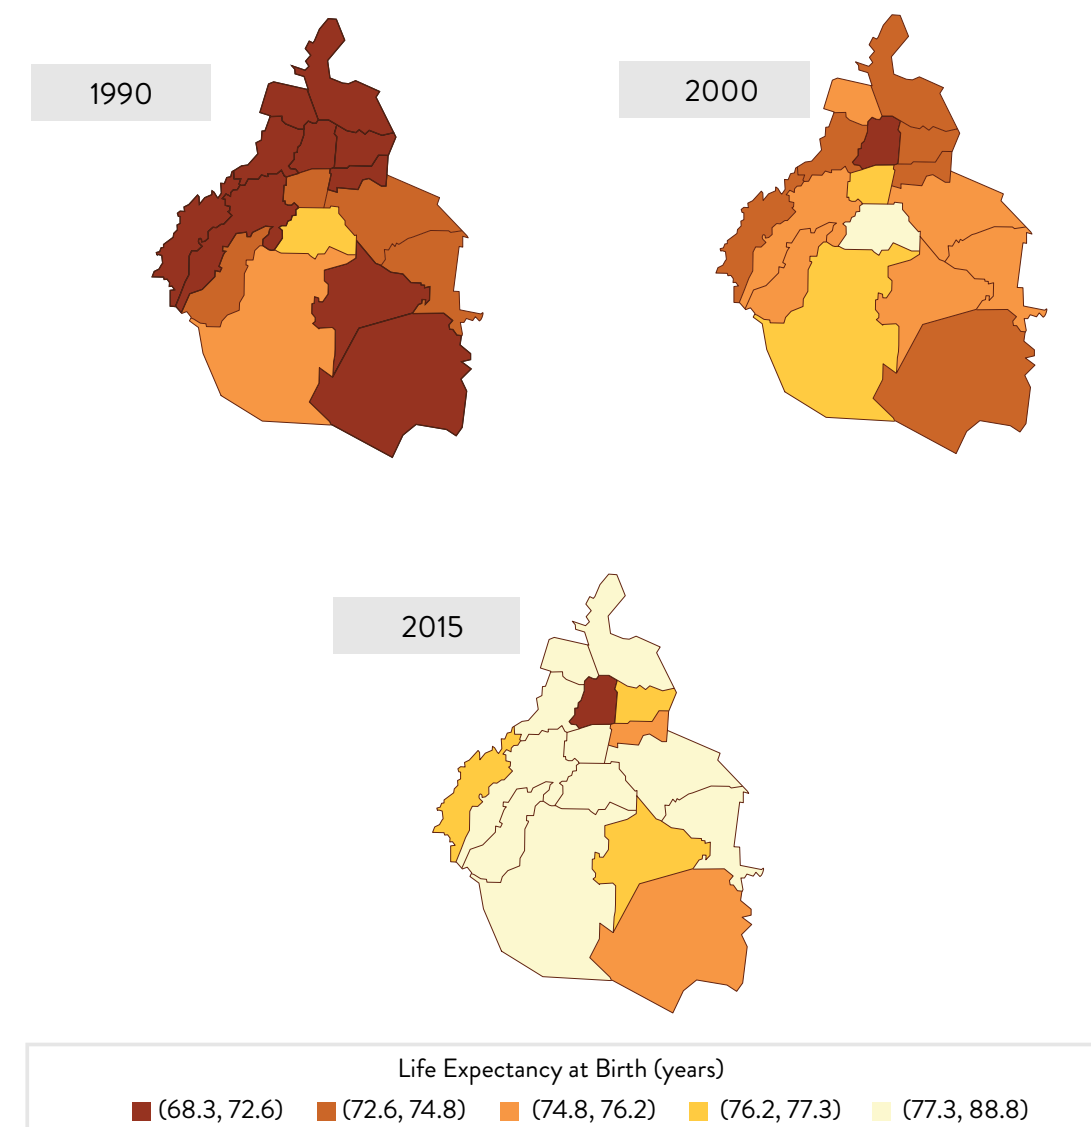 1990
2000
2015
Life Expectancy at Birth (years)
(68.3, 72.6) (72.6, 74.8) (74.8, 76.2) (76.2, 77.3) (77.3, 88.8)